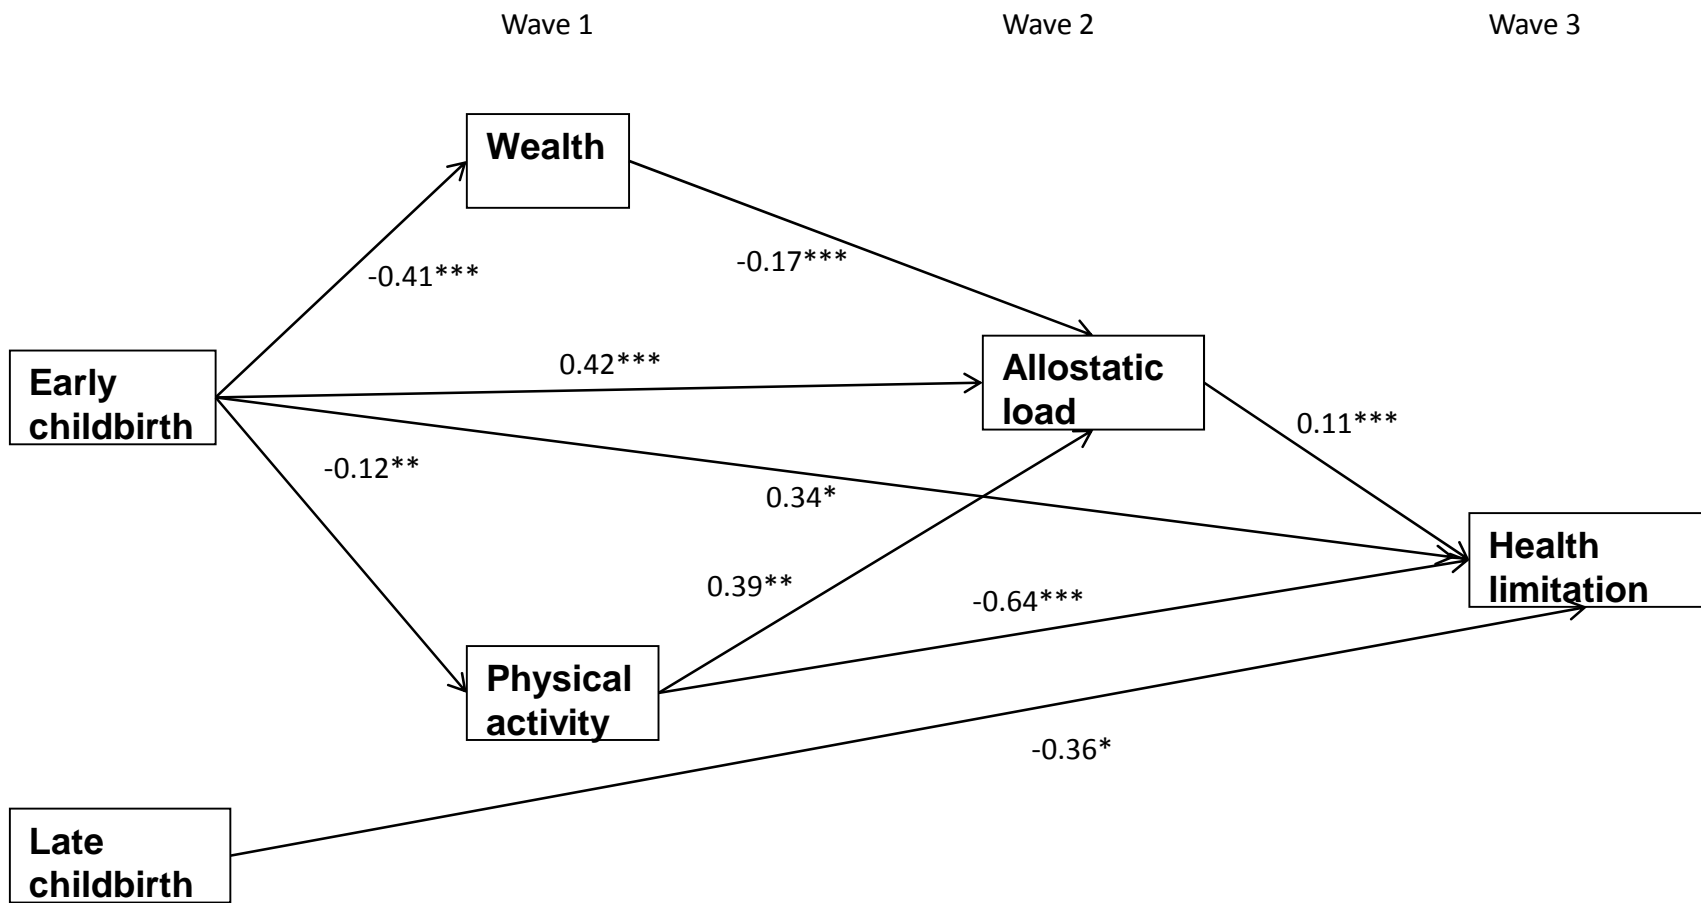 Wave 1
Wave 2
Wave 3
Wealth
-0.41***
-0.17***
Early
childbirth
0.42***
Allostatic
load
0.11***
-0.12**
0.34*
Health
limitation
0.39**
-0.64***
Physical
activity
-0.36*
Late
childbirth